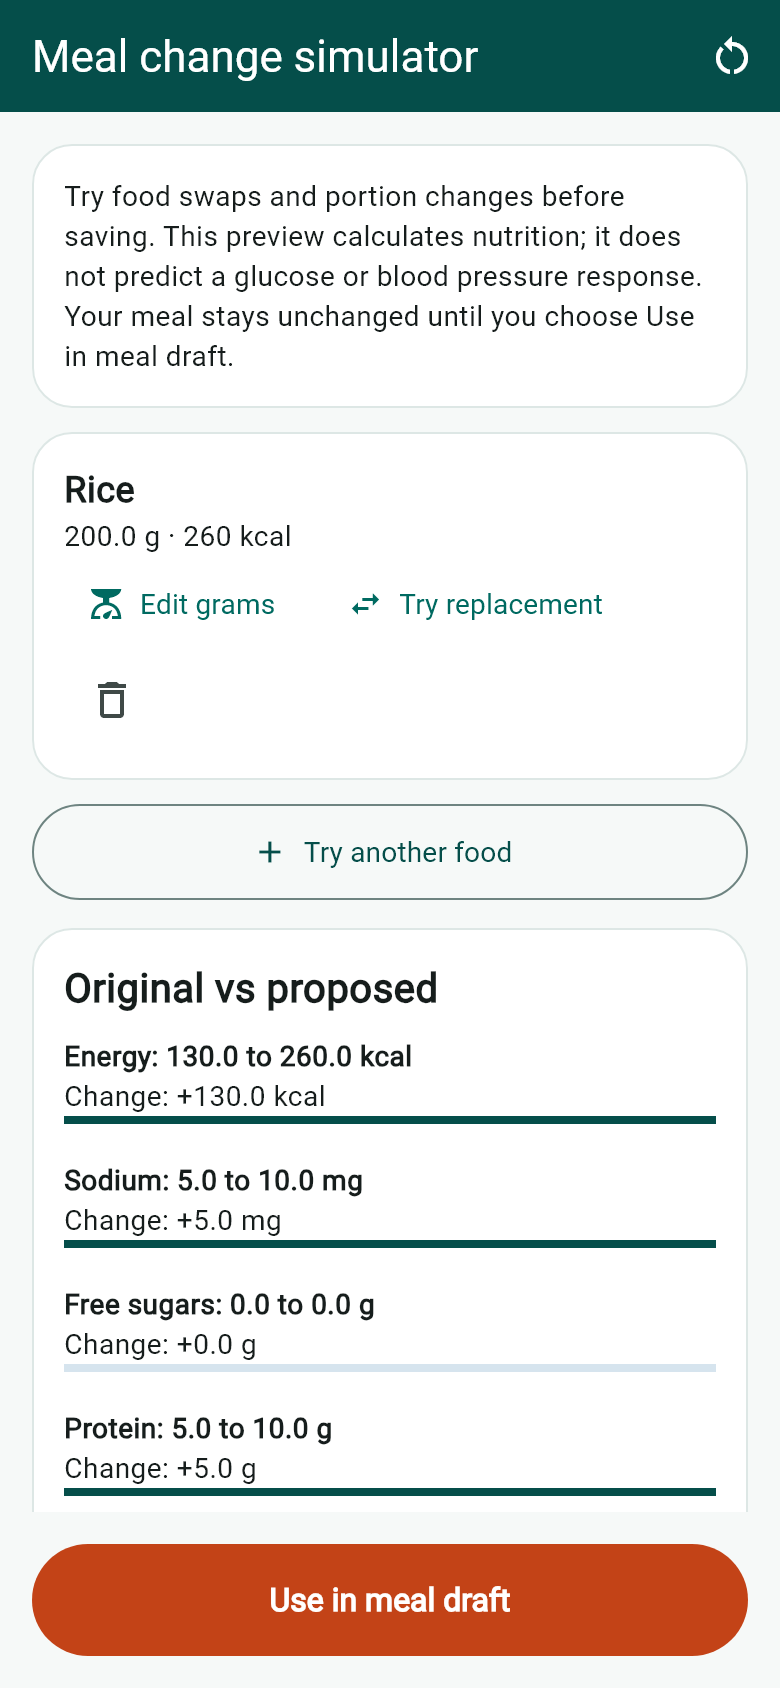 Meal change simulator
Try food swaps and portion changes before
saving. This preview calculates nutrition; it does
not predict a glucose or blood pressure response.
Your meal stays unchanged until you choose Use
in meal draft.
Rice
200.0 g · 260 kcal
Edit grams
Try replacement
Try another food
Original vs proposed
Energy: 130.0 to 260.0 kcal
Change: +130.0 kcal
Sodium: 5.0 to 10.0 mg
Change: +5.0 mg
Free sugars: 0.0 to 0.0 g
Change: +0.0 g
Protein: 5.0 to 10.0 g
Change: +5.0 g
Use in meal draft